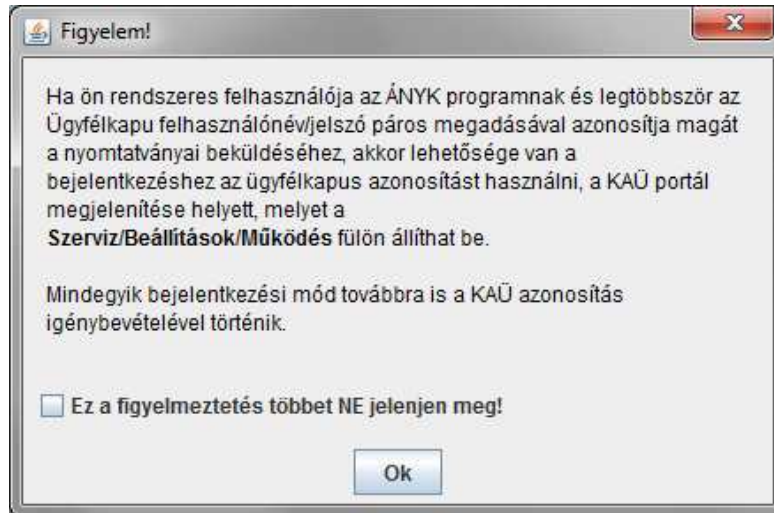 Figyelem!
Ha ön rendszeres felhasználója az ÁNYK programnak és legtöbbször az
Ügyfélkapu felhasználónév/jelszó páros megadásával azonosítja magát
a nyomtatványai beküldéséhez, akkor lehetősége van a
bejelentkezéshez az ügyfélkapus azonosítást használni, a KAÜ portál
megjelenítése helyett, melyet a
Szerviz/Beállítások/Működés fülön állíthat be.
Mindegyik bejelentkezési mód továbbra is a KAÜ azonosítás
igénybevételével történik.
Ez a figyelmeztetés többet NE jelenjen meg!
Ok